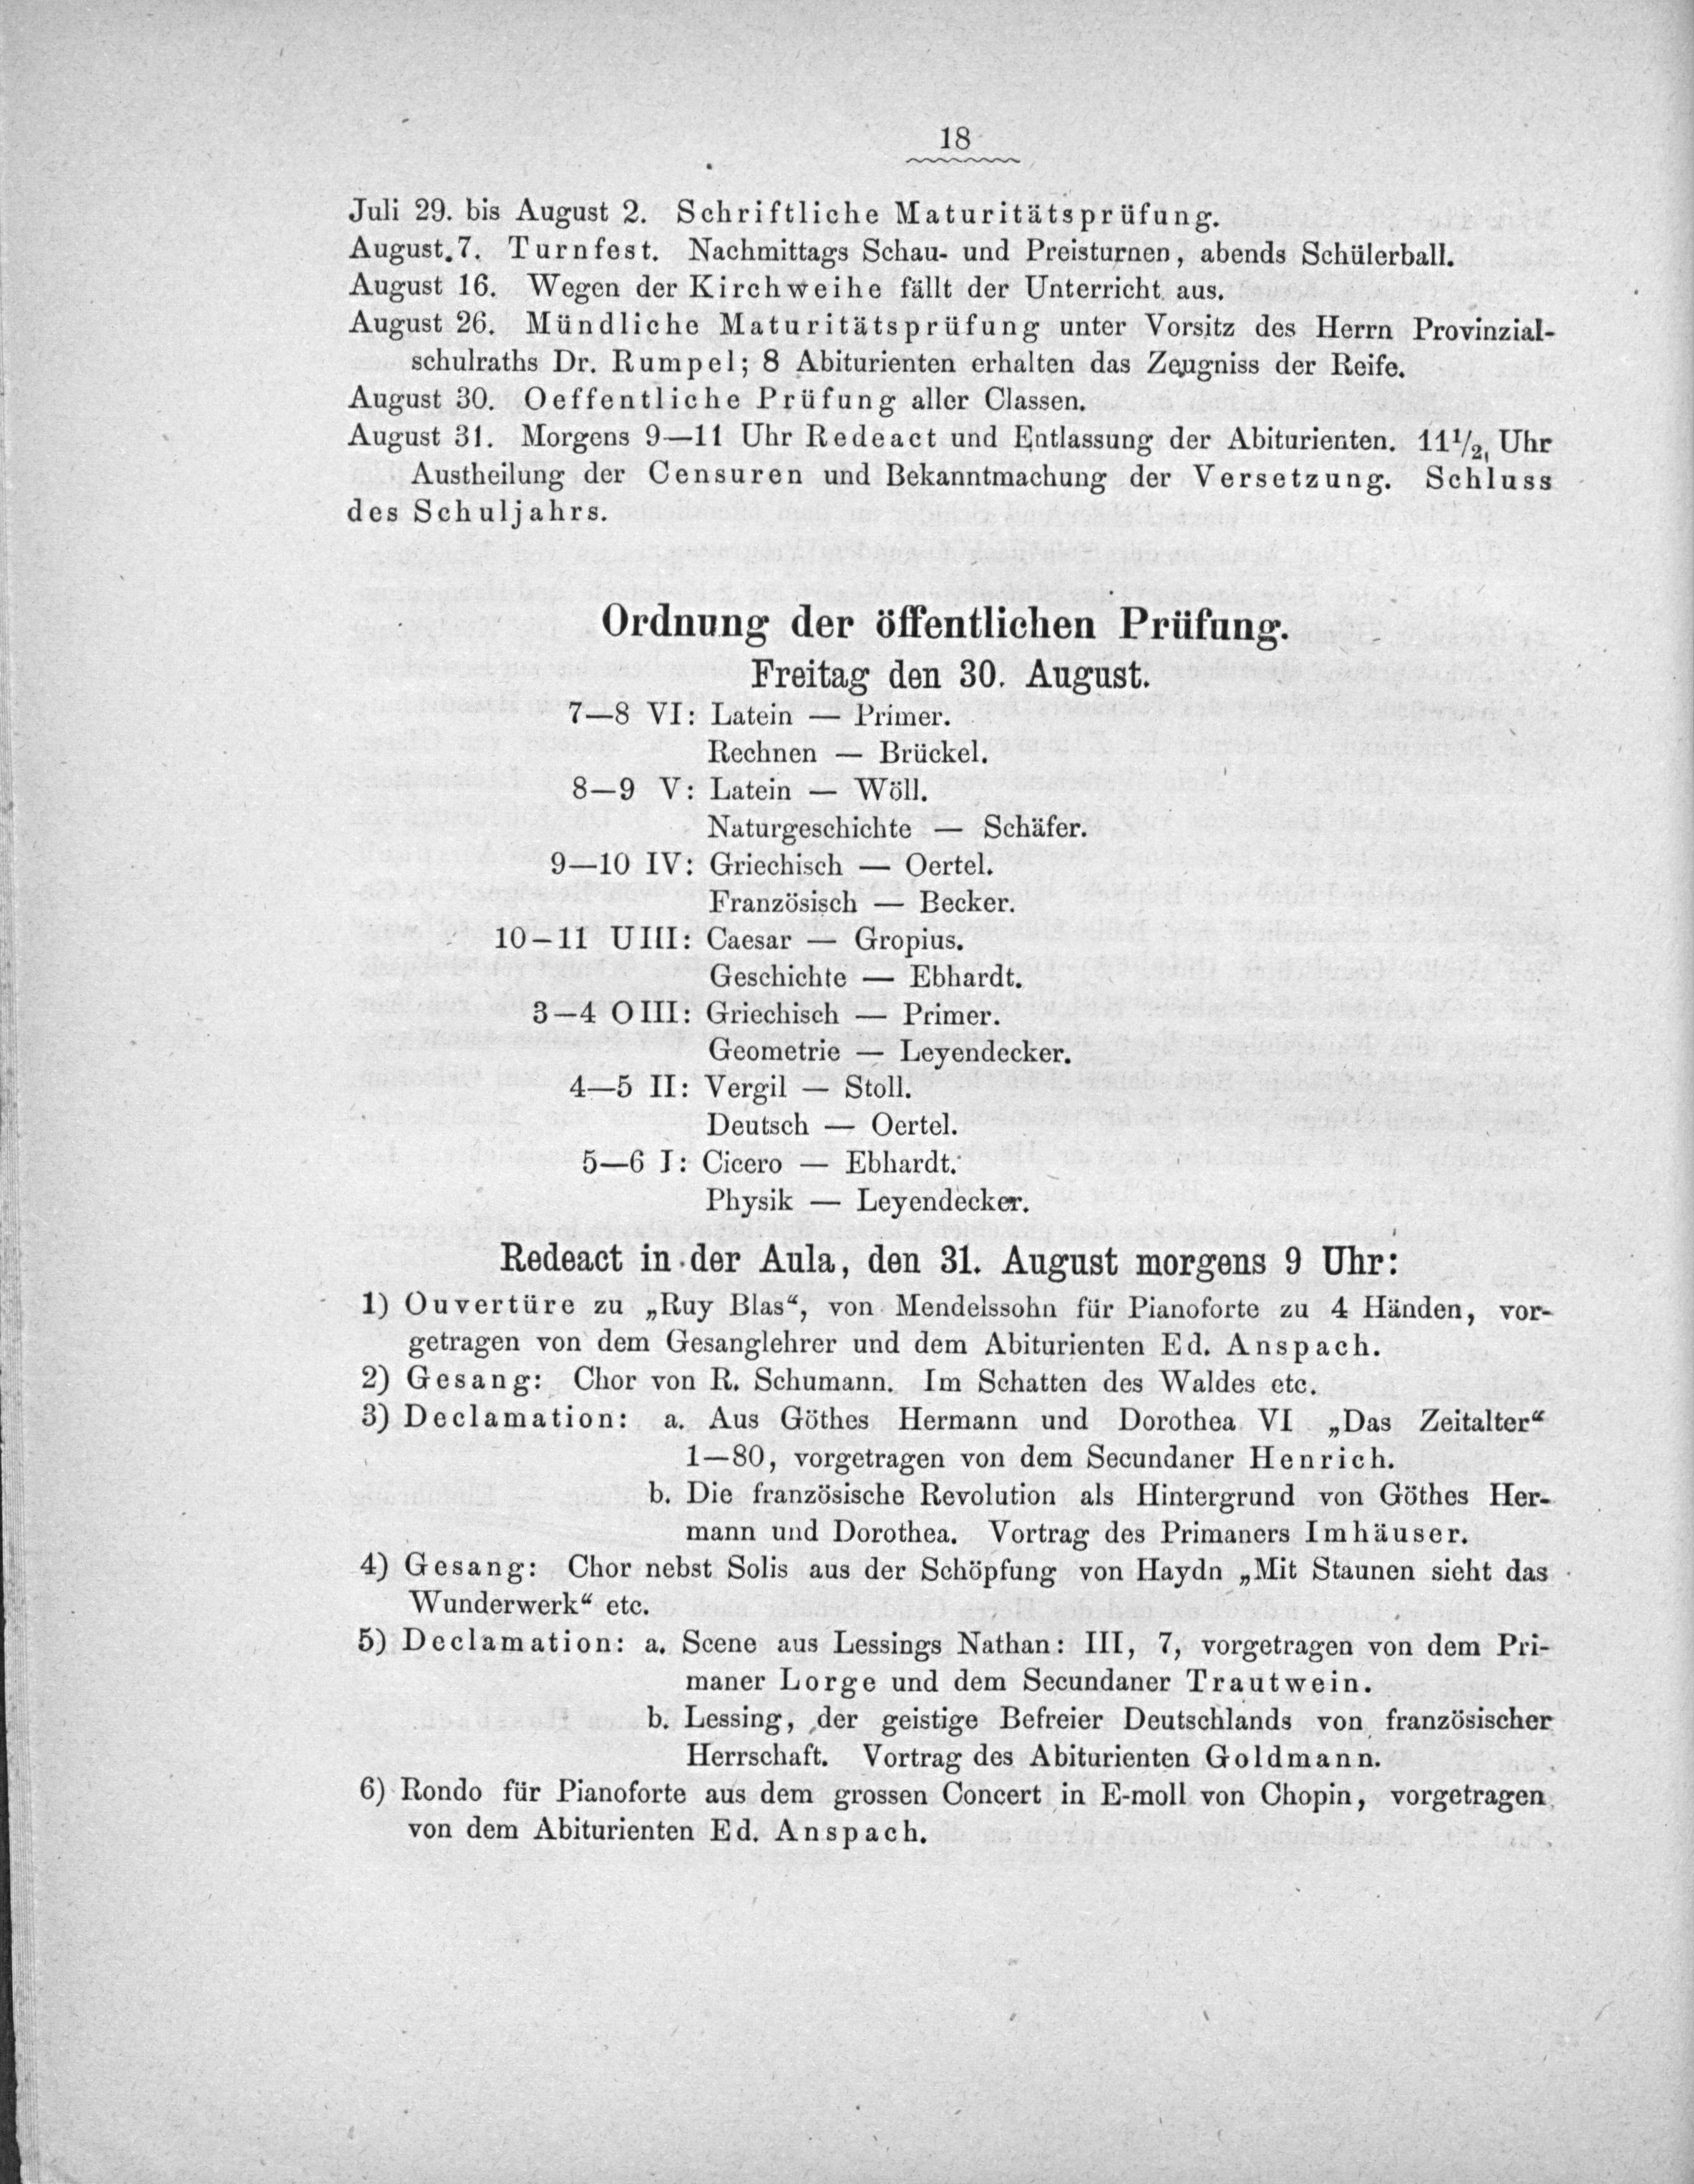 18
Juli 29. bis August 2. Schriftliche Maturitätsprüfung.
August 7. Turnfest. Nachmittags Schau- und Preisturnen, abends Schülerball.
August 16. Wegen der Kirchweihe fällt der Unterricht aus.
August 26. Mündliche Maturitätsprüfung unter Vorsitz des Herrn Provinzial-
schulraths Dr. Rumpel; 8 Abiturienten erhalten das Zeugniss der Reife.
August 30. Oeffentliche Prüfung aller Classen.
August 31. Morgens 9—11 Uhr Redeact und Entlassung der Abiturienten. 11½ Uhr
Austheilung der Censuren und Bekanntmachung der Versetzung. Schluss
des Schuljahrs.
Ordnung der öffentlichen Prüfung.
Freitag den 30. August.
7—8 VI: Latein — Primer.
Rechnen — Brückel.
8—9 V: Latein — Wöll.
Naturgeschichte — Schäfer.
9—10 IV: Griechisch — Oertel.
Französisch — Becker.
10—11 UIII: Caesar — Gropius.
Geschichte — Ebhardt.
3—4 OIII: Griechisch — Primer.
Geometrie — Leyendecker.
4—5 II: Vergil — Stoll.
Deutsch — Oertel.
5—6 I: Cicero — Ebhardt.
Physik — Leyendecker.
Redeact in der Aula, den 31. August morgens 9 Uhr:
1) Ouvertüre zu „Ruy Blas“, von Mendelssohn für Pianoforte zu 4 Händen, vor-
getragen von dem Gesanglehrer und dem Abiturienten Ed. Anspach.
2) Gesang: Chor von R. Schumann. Im Schatten des Waldes etc.
3) Declamation: a. Aus Göthes Hermann und Dorothea VI „Das Zeitalter“
1—80, vorgetragen von dem Secundaner Henrich.
b. Die französische Revolution als Hintergrund von Göthes Her-
mann und Dorothea. Vortrag des Primaners Imhäuser.
4) Gesang: Chor nebst Solis aus der Schöpfung von Haydn „Mit Staunen sieht das
Wunderwerk“ etc.
5) Declamation: a. Scene aus Lessings Nathan: III, 7, vorgetragen von dem Pri-
maner Lorge und dem Secundaner Trautwein.
b. Lessing, der geistige Befreier Deutschlands von französischer
Herrschaft. Vortrag des Abiturienten Goldmann.
6) Rondo für Pianoforte aus dem grossen Concert in E-moll von Chopin, vorgetragen
von dem Abiturienten Ed. Anspach.